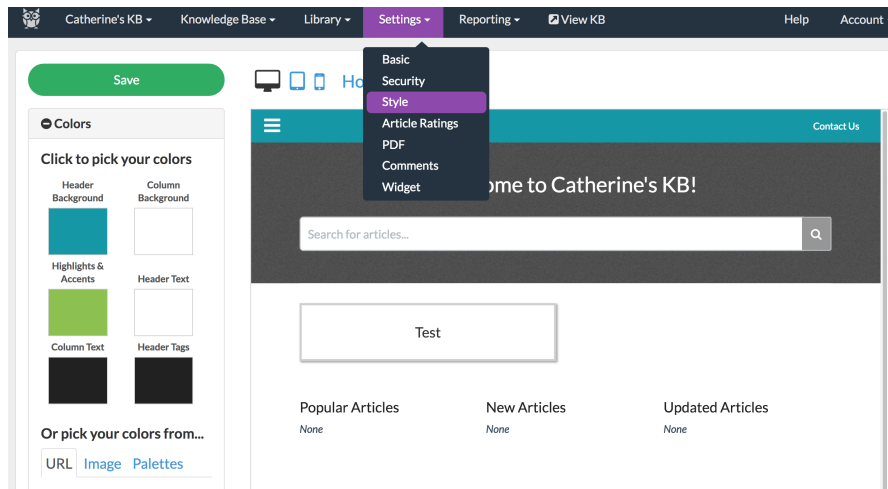 Catherine's KB Knowledge Base Library Settings Reporting View KB Help Account
Basic
Security
Style
Article Ratings
PDF
Comments
Widget
Save
Colors
Click to pick your colors
Header Background
Column Background
Highlights & Accents
Header Text
Column Text
Header Tags
Or pick your colors from...
URL Image Palettes
Ho
Contact Us
ome to Catherine's KB!
Search for articles...
Test
Popular Articles New Articles Updated Articles
None None None